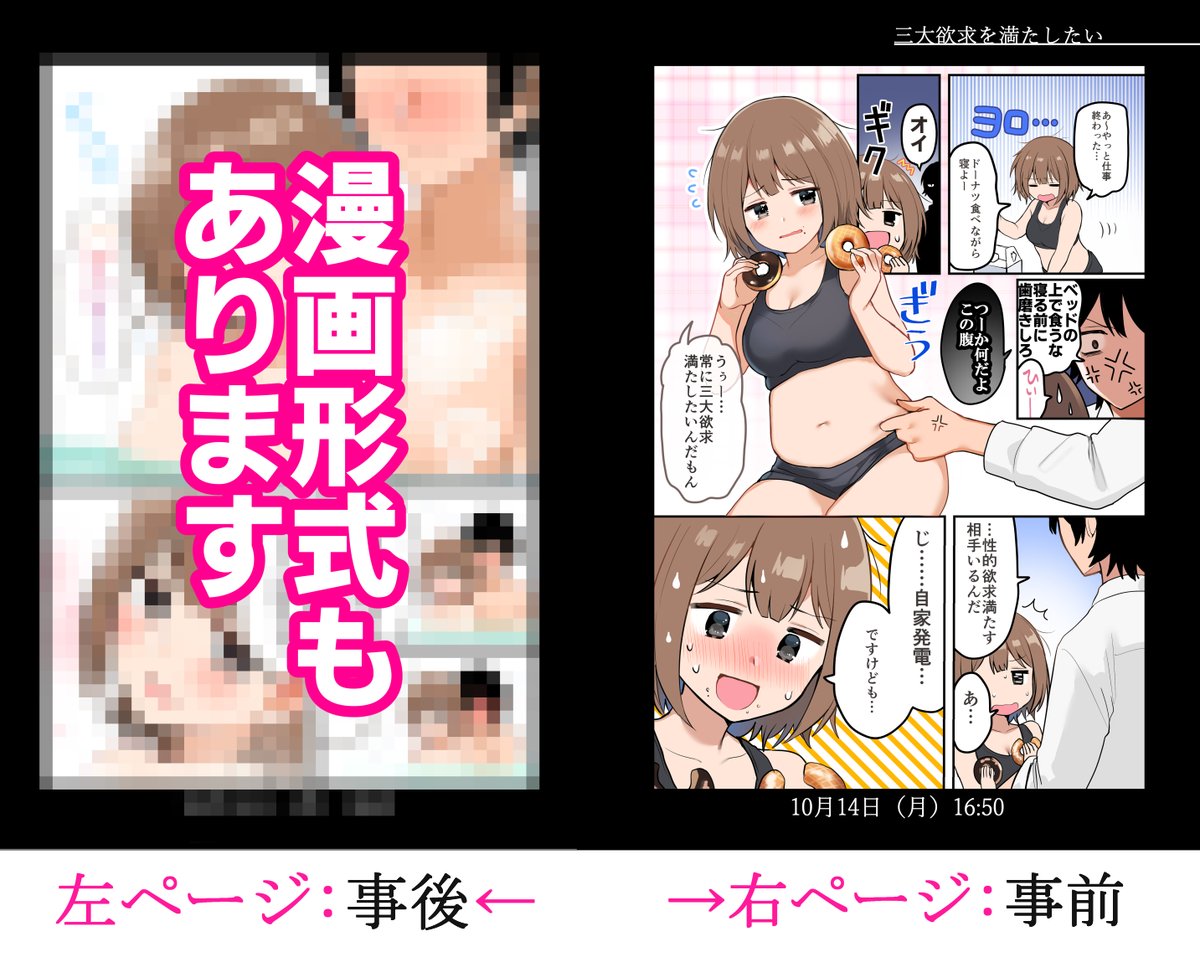 三大欲求を満たしたい
あ〜やっと仕事
終わった…
ヨロ…
ドーナツ食べながら
寝よー
オイ
ギク
ベッドの
上で食うな
寝る前に
歯磨きしろ
ひぃー
つーか何だよ
この腹
ぎゅう
うぅー…
常に三大欲求
満たしたいんだもん
…性的欲求満たす
相手いるんだ
あ…
じ……自家発電…
ですけども…
10月14日（月）16:50
漫画形式も
あります
左ページ：事後←
→右ページ：事前